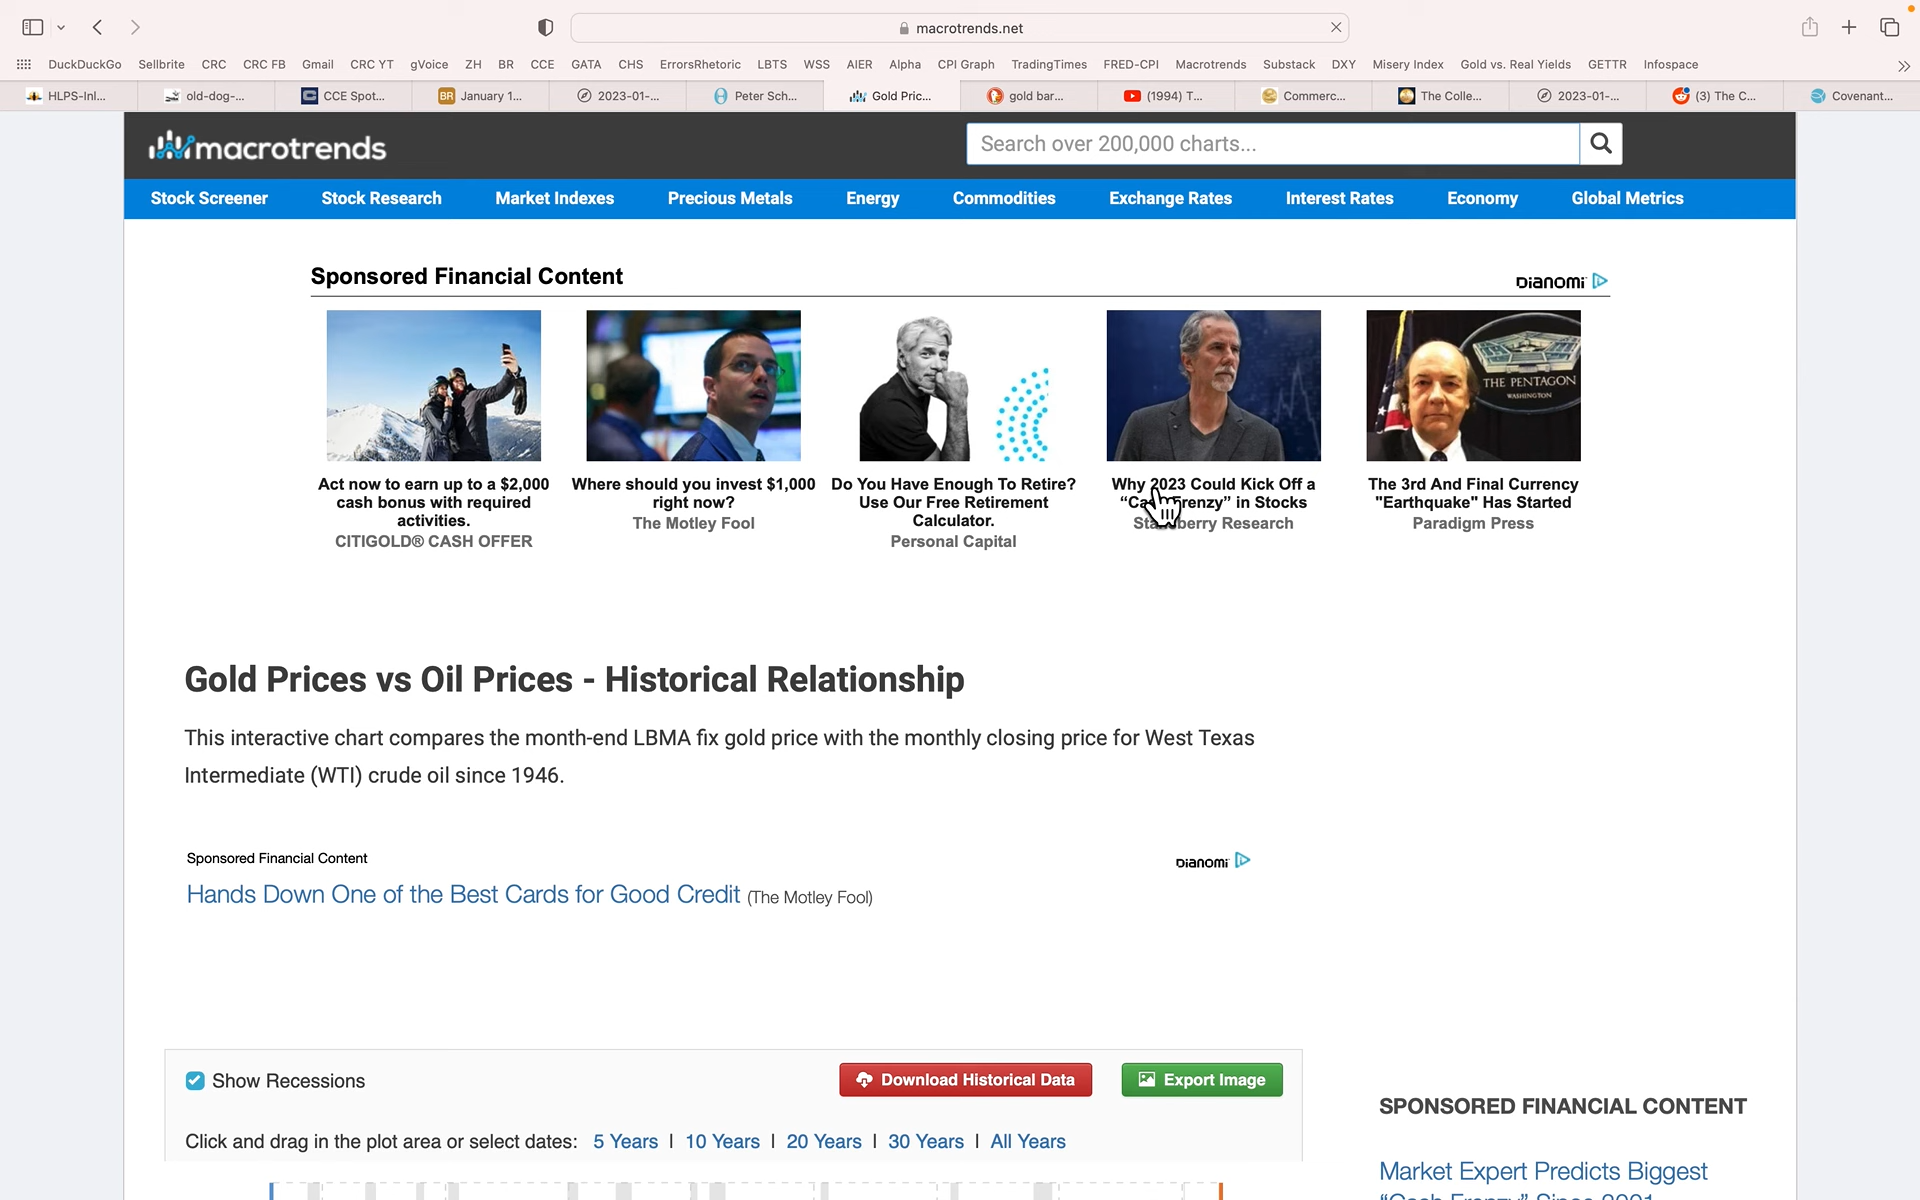 macrotrends.net
DuckDuckGo Sellbrite CRC CRC FB Gmail CRC YT gVoice ZH BR CCE GATA CHS ErrorsRhetoric LBTS WSS AIER Alpha CPI Graph TradingTimes FRED-CPI Macrotrends Substack DXY Misery Index Gold vs. Real Yields GETTR Infospace
HLPS-Inl... old-dog-... CCE Spot... BR January 1... 2023-01-... Peter Sch... Gold Pric... gold bar... (1994) T... Commerc... The Colle... 2023-01-... (3) The C... Covenant...
macrotrends
Search over 200,000 charts...
Stock Screener Stock Research Market Indexes Precious Metals Energy Commodities Exchange Rates Interest Rates Economy Global Metrics
Sponsored Financial Content
Dianomi
THE PENTAGON
WASHINGTON
Act now to earn up to a $2,000
cash bonus with required
activities.
CITIGOLD® CASH OFFER
Where should you invest $1,000
right now?
The Motley Fool
Do You Have Enough To Retire?
Use Our Free Retirement
Calculator.
Personal Capital
Why 2023 Could Kick Off a
Frenzy” in Stocks
Research
The 3rd And Final Currency
"Earthquake" Has Started
Paradigm Press
Gold Prices vs Oil Prices - Historical Relationship
This interactive chart compares the month-end LBMA fix gold price with the monthly closing price for West Texas
Intermediate (WTI) crude oil since 1946.
Sponsored Financial Content
Dianomi
Hands Down One of the Best Cards for Good Credit (The Motley Fool)
Show Recessions
Download Historical Data
Export Image
Click and drag in the plot area or select dates: 5 Years | 10 Years | 20 Years | 30 Years | All Years
SPONSORED FINANCIAL CONTENT
Market Expert Predicts Biggest
“Cash Frenzy” Since 2001